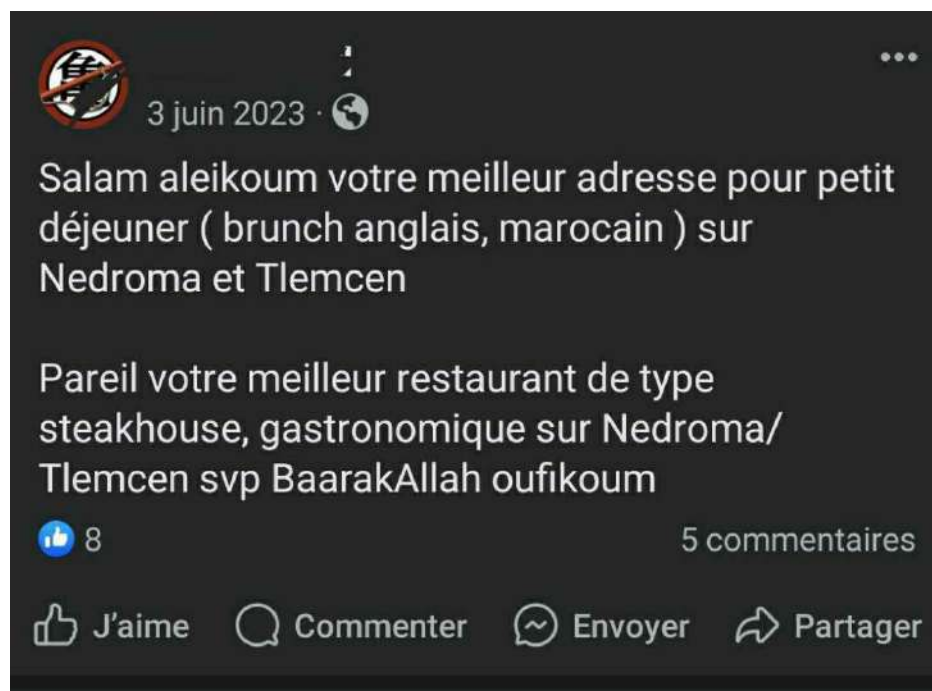 3 juin 2023 ·
Salam aleikoum votre meilleur adresse pour petit
déjeuner ( brunch anglais, marocain ) sur
Nedroma et Tlemcen
Pareil votre meilleur restaurant de type
steakhouse, gastronomique sur Nedroma/
Tlemcen svp BaarakAllah oufikoum
8
5 commentaires
J'aime
Commenter
Envoyer
Partager